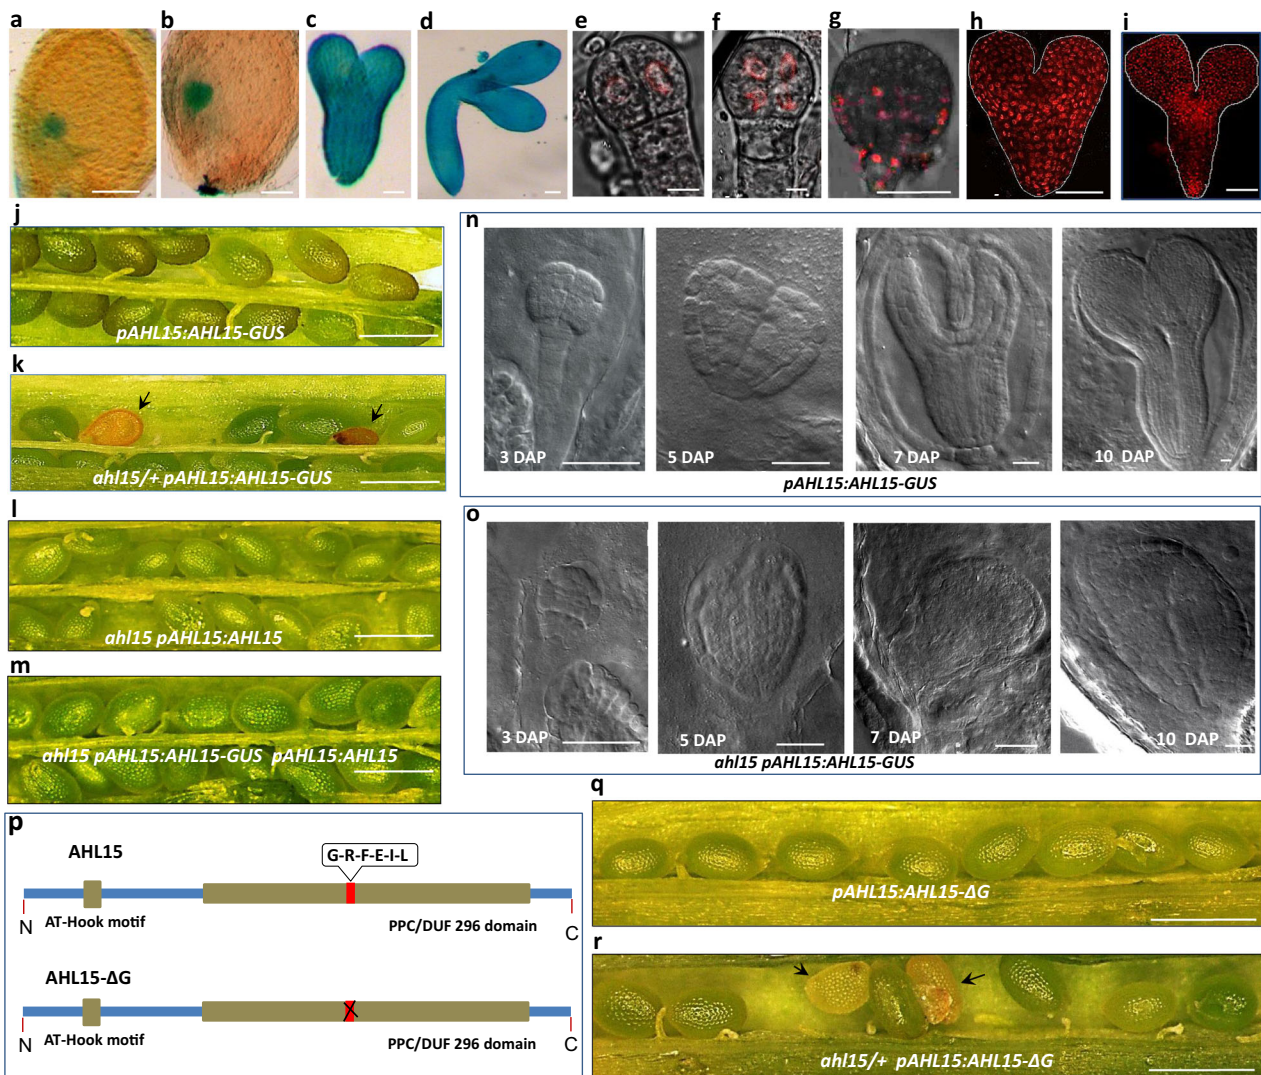 a
b
c
d
e
f
g
h
i
j
pAHL15:AHL15-GUS
k
ahl15/+ pAHL15:AHL15-GUS
l
ahl15 pAHL15:AHL15
m
ahl15 pAHL15:AHL15-GUS pAHL15:AHL15
n
3 DAP
5 DAP
7 DAP
10 DAP
pAHL15:AHL15-GUS
o
3 DAP
5 DAP
7 DAP
10 DAP
ahl15 pAHL15:AHL15-GUS
p
AHL15
G-R-F-E-I-L
N
AT-Hook motif
PPC/DUF 296 domain
C
AHL15-ΔG
N
AT-Hook motif
PPC/DUF 296 domain
C
q
pAHL15:AHL15-ΔG
r
ahl15/+ pAHL15:AHL15-ΔG